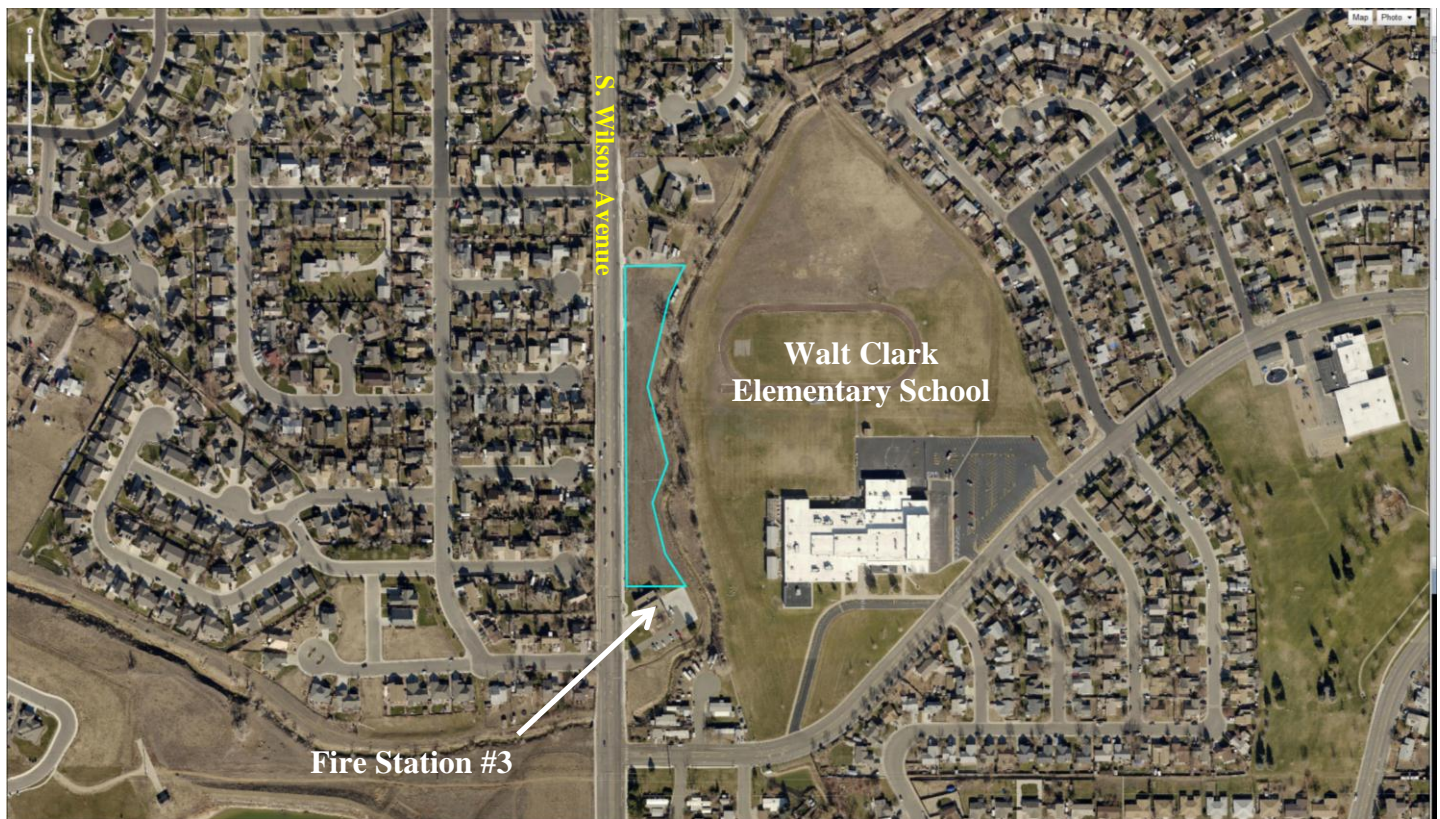 Map Photo
S. Wilson Avenue
Walt Clark
Elementary School
Fire Station #3